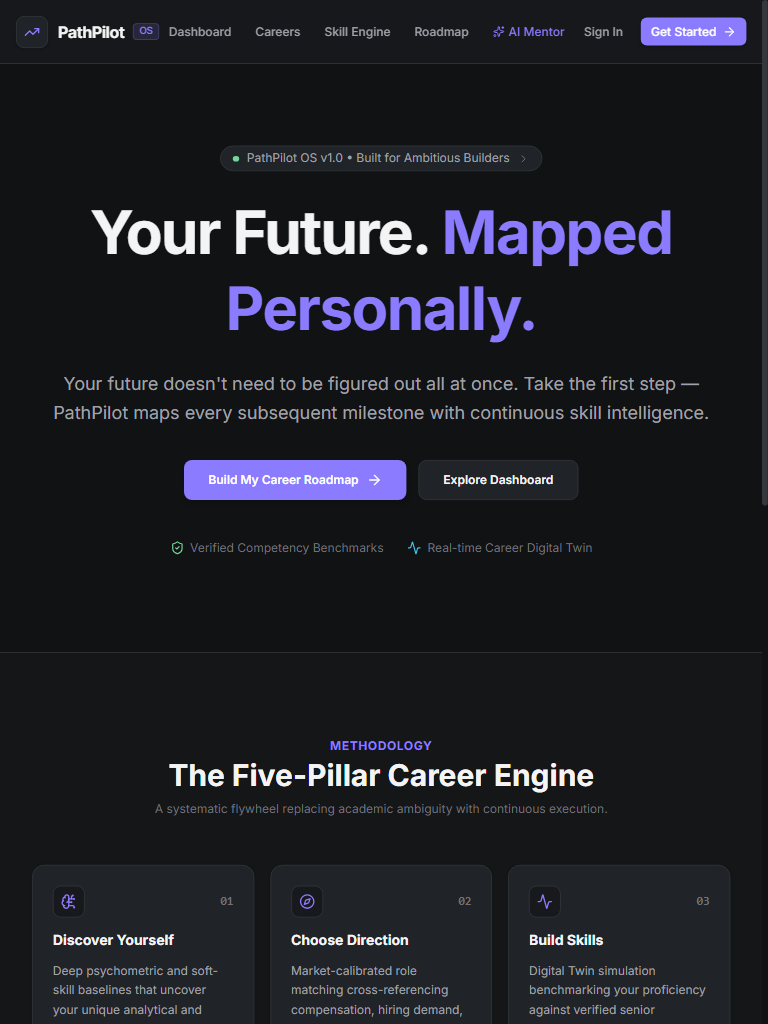 PathPilot OS Dashboard Careers Skill Engine Roadmap AI Mentor Sign In Get Started
PathPilot OS v1.0 • Built for Ambitious Builders
Your Future. Mapped
Personally.
Your future doesn't need to be figured out all at once. Take the first step —
PathPilot maps every subsequent milestone with continuous skill intelligence.
Build My Career Roadmap
Explore Dashboard
Verified Competency Benchmarks
Real-time Career Digital Twin
METHODOLOGY
The Five-Pillar Career Engine
A systematic flywheel replacing academic ambiguity with continuous execution.
01
Discover Yourself
Deep psychometric and soft-
skill baselines that uncover
your unique analytical and
02
Choose Direction
Market-calibrated role
matching cross-referencing
compensation, hiring demand,
03
Build Skills
Digital Twin simulation
benchmarking your proficiency
against verified senior